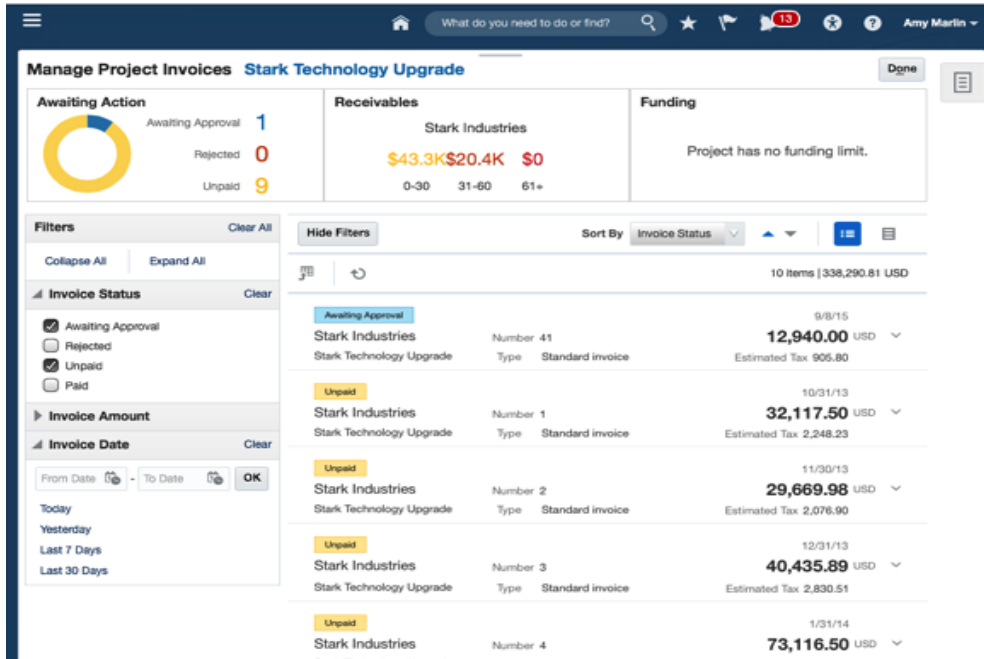 What do you need to do or find?
13
Amy Marlin
Manage Project Invoices Stark Technology Upgrade
Done
Awaiting Action
Awaiting Approval 1
Rejected 0
Unpaid 9
Receivables
Stark Industries
$43.3K $20.4K $0
0-30 31-60 61+
Funding
Project has no funding limit.
Filters Clear All
Collapse All Expand All
Invoice Status Clear
Awaiting Approval
Rejected
Unpaid
Paid
Invoice Amount
Invoice Date Clear
From Date - To Date OK
Today
Yesterday
Last 7 Days
Last 30 Days
Hide Filters Sort By Invoice Status
10 Items | 338,290.81 USD
Awaiting Approval 9/8/15
Stark Industries Number 41 12,940.00 USD
Stark Technology Upgrade Type Standard invoice Estimated Tax 905.80
Unpaid 10/31/13
Stark Industries Number 1 32,117.50 USD
Stark Technology Upgrade Type Standard invoice Estimated Tax 2,248.23
Unpaid 11/30/13
Stark Industries Number 2 29,669.98 USD
Stark Technology Upgrade Type Standard invoice Estimated Tax 2,076.90
Unpaid 12/31/13
Stark Industries Number 3 40,435.89 USD
Stark Technology Upgrade Type Standard invoice Estimated Tax 2,830.51
Unpaid 1/31/14
Stark Industries Number 4 73,116.50 USD